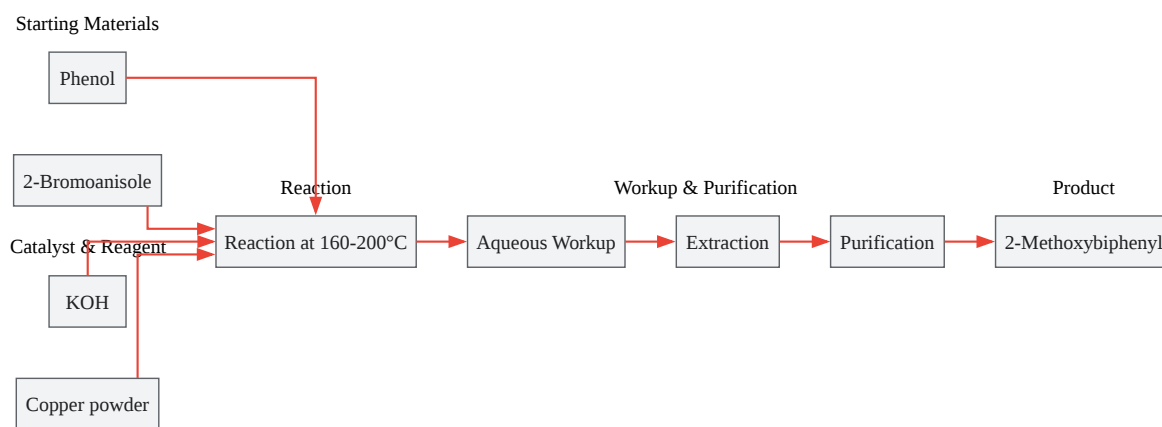 Starting Materials
Phenol
2-Bromoanisole
Catalyst & Reagent
KOH
Copper powder
Reaction
Reaction at 160-200°C
Workup & Purification
Aqueous Workup
Extraction
Purification
Product
2-Methoxybiphenyl